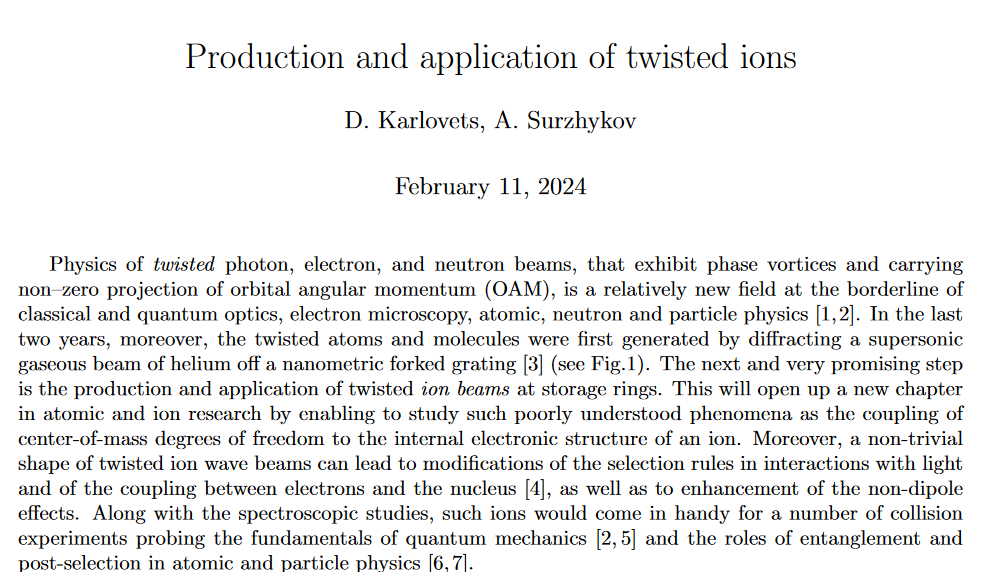 Production and application of twisted ions
D. Karlovets, A. Surzhykov
February 11, 2024
Physics of twisted photon, electron, and neutron beams, that exhibit phase vortices and carrying
non–zero projection of orbital angular momentum (OAM), is a relatively new field at the borderline of
classical and quantum optics, electron microscopy, atomic, neutron and particle physics [1,2]. In the last
two years, moreover, the twisted atoms and molecules were first generated by diffracting a supersonic
gaseous beam of helium off a nanometric forked grating [3] (see Fig.1). The next and very promising step
is the production and application of twisted ion beams at storage rings. This will open up a new chapter
in atomic and ion research by enabling to study such poorly understood phenomena as the coupling of
center-of-mass degrees of freedom to the internal electronic structure of an ion. Moreover, a non-trivial
shape of twisted ion wave beams can lead to modifications of the selection rules in interactions with light
and of the coupling between electrons and the nucleus [4], as well as to enhancement of the non-dipole
effects. Along with the spectroscopic studies, such ions would come in handy for a number of collision
experiments probing the fundamentals of quantum mechanics [2,5] and the roles of entanglement and
post-selection in atomic and particle physics [6,7].